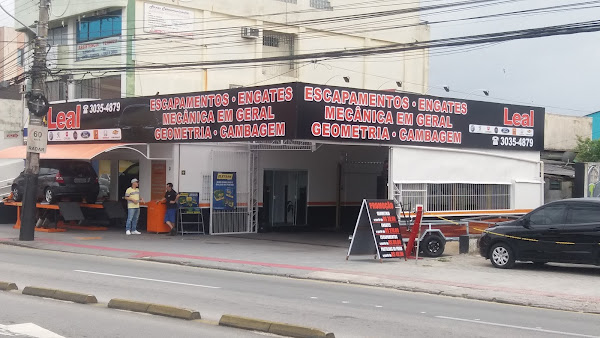 Leal
☎ 3035-4879
ESCAPAMENTOS · ENGATES
MECÂNICA EM GERAL
GEOMETRIA · CAMBAGEM
ESCAPAMENTOS · ENGATES
MECÂNICA EM GERAL
GEOMETRIA · CAMBAGEM
Leal
☎ 3035-4879
60
PROMOÇÃO